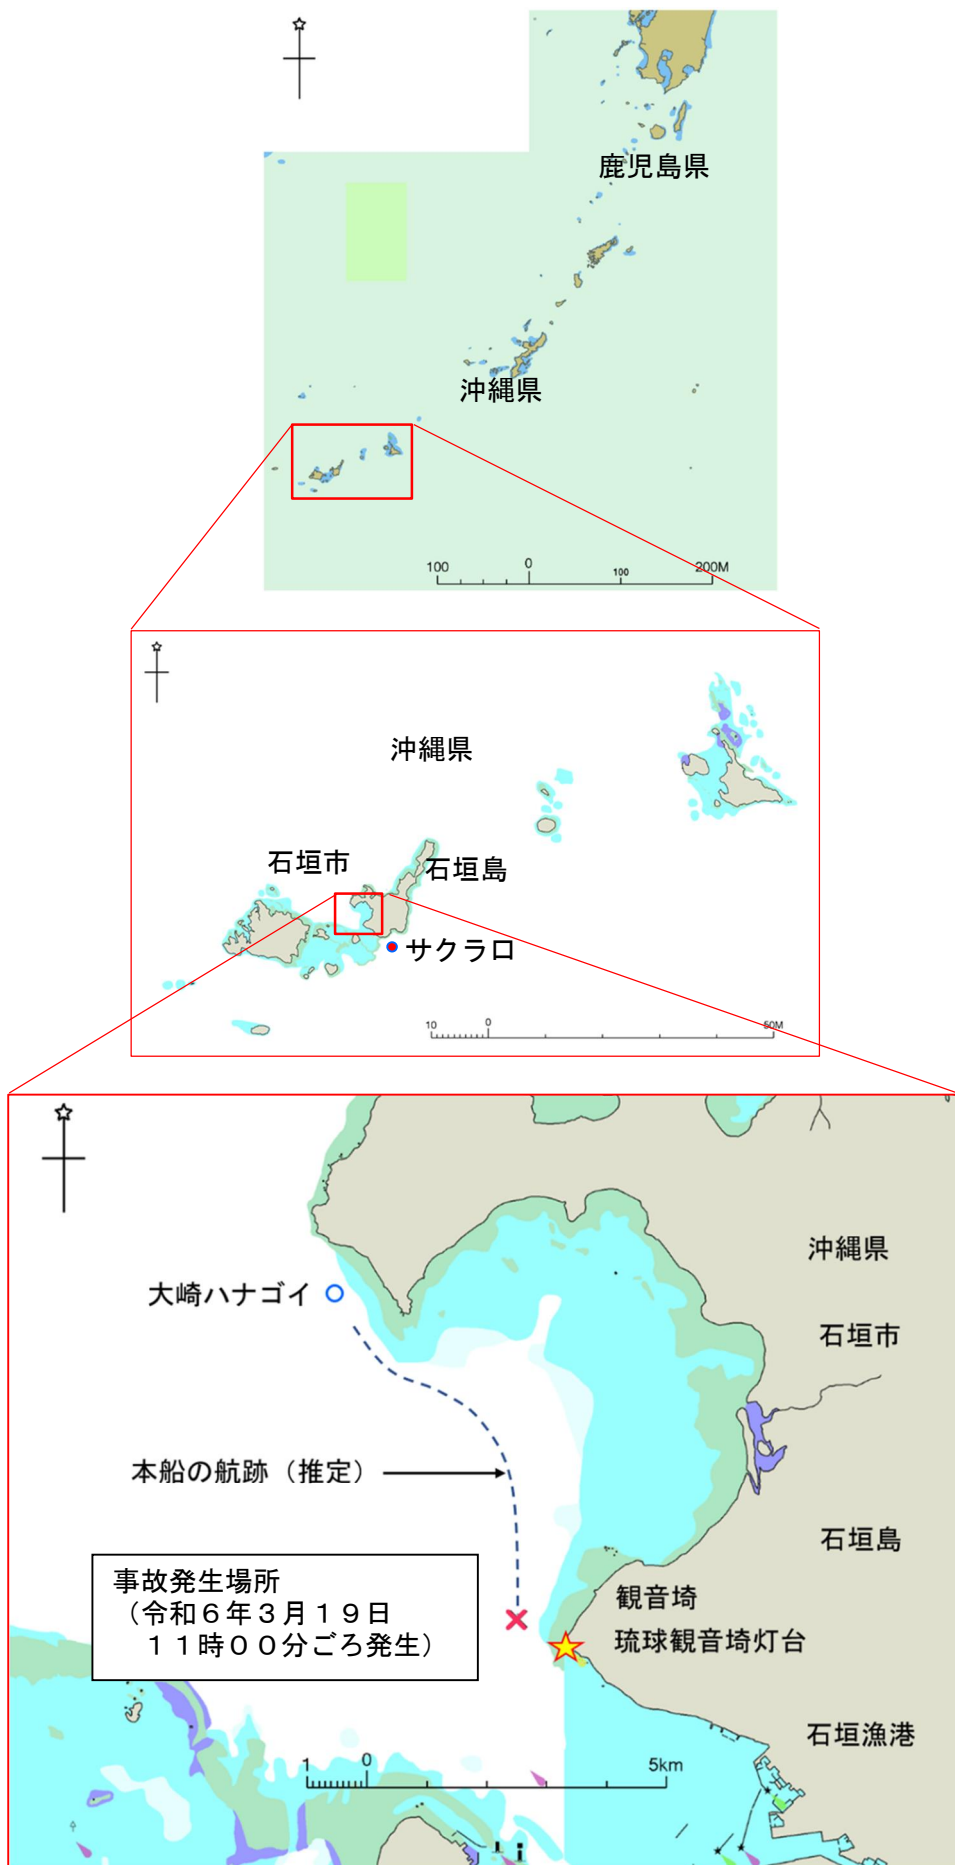 鹿児島県
沖縄県
100 0 100 200M
沖縄県
石垣市
石垣島
サクラ口
10 0 50M
沖縄県
大崎ハナゴイ
石垣市
本船の航跡（推定）
石垣島
事故発生場所
（令和６年３月１９日
１１時００分ごろ発生）
観音埼
琉球観音埼灯台
石垣漁港
1 0 5km